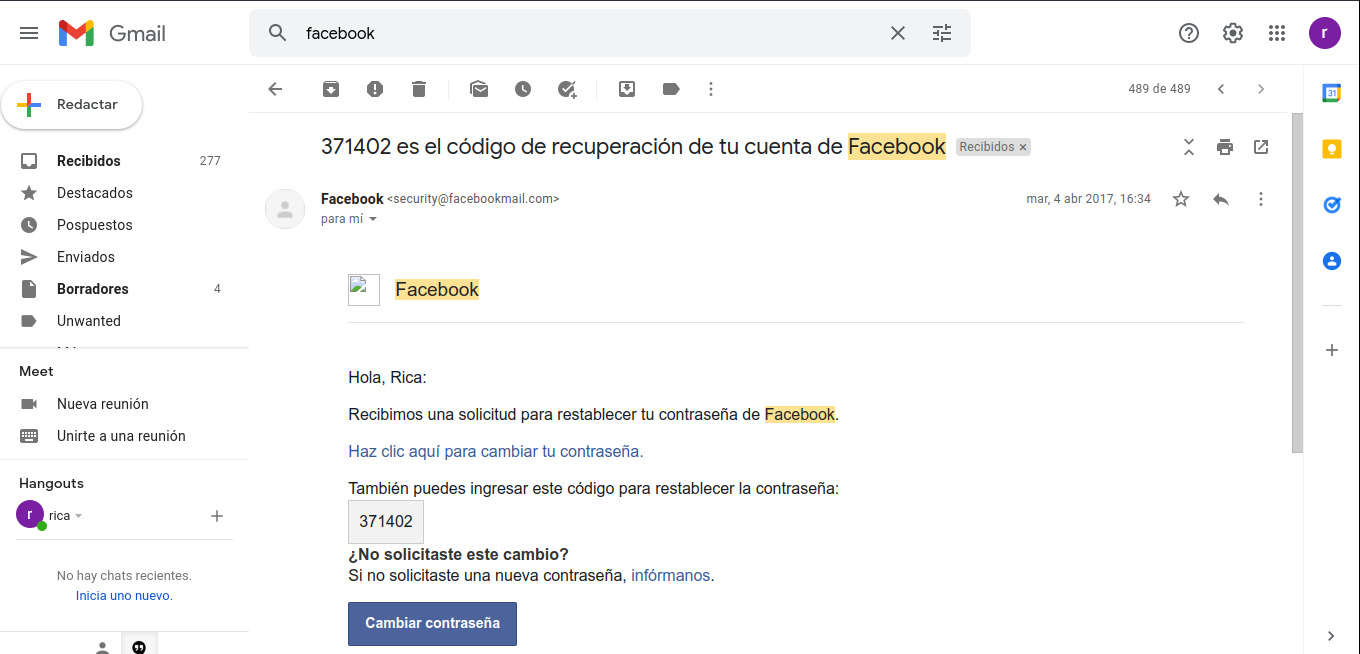 Gmail
facebook
r
Redactar
489 de 489
Recibidos 277
Destacados
Pospuestos
Enviados
Borradores 4
Unwanted
Meet
Nueva reunión
Unirte a una reunión
Hangouts
r rica
No hay chats recientes.
Inicia uno nuevo.
371402 es el código de recuperación de tu cuenta de Facebook Recibidos ×
Facebook <security@facebookmail.com> mar, 4 abr 2017, 16:34
para mí
Facebook
Hola, Rica:
Recibimos una solicitud para restablecer tu contraseña de Facebook.
Haz clic aquí para cambiar tu contraseña.
También puedes ingresar este código para restablecer la contraseña:
371402
¿No solicitaste este cambio?
Si no solicitaste una nueva contraseña, infórmanos.
Cambiar contraseña
31